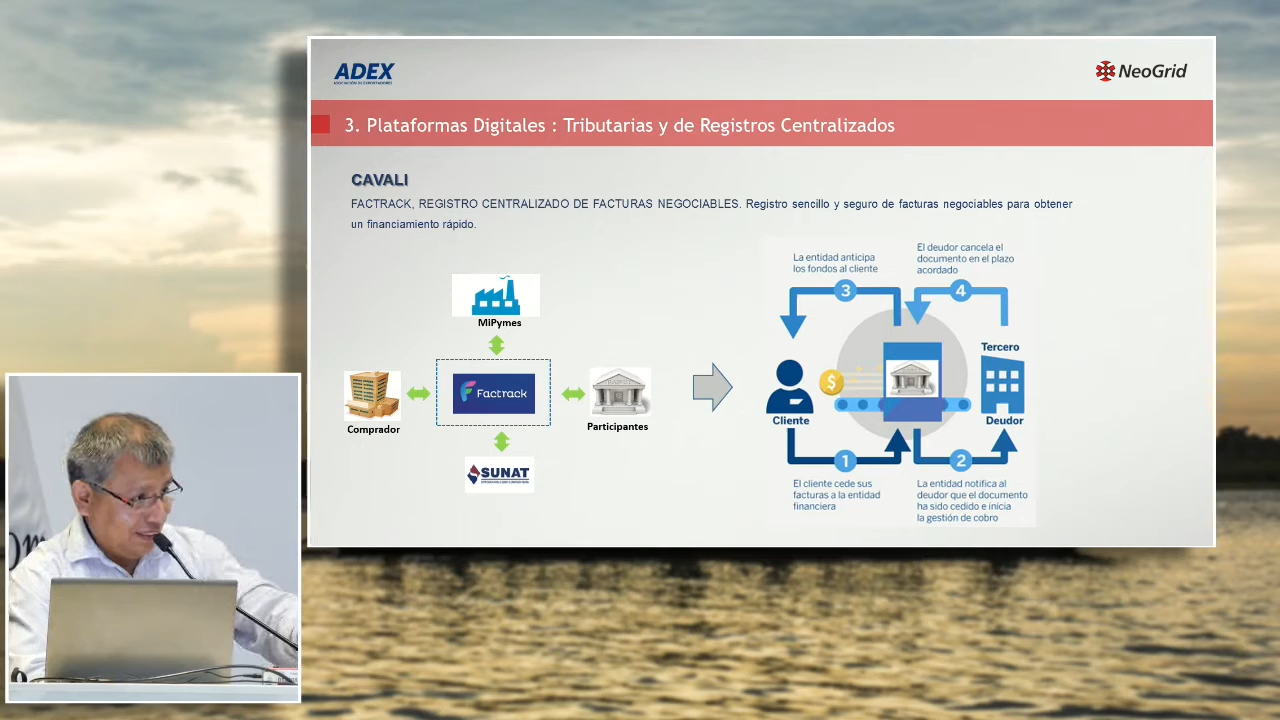 ADEX
ASOCIACIÓN DE EXPORTADORES
NeoGrid
3. Plataformas Digitales : Tributarias y de Registros Centralizados
CAVALI
FACTRACK, REGISTRO CENTRALIZADO DE FACTURAS NEGOCIABLES. Registro sencillo y seguro de facturas negociables para obtener
un financiamiento rápido.
MiPymes
Comprador
Factrack
Participantes
SUNAT
La entidad anticipa
los fondos al cliente
El deudor cancela el
documento en el plazo
acordado
3
4
Tercero
$
Cliente
Deudor
1
2
El cliente cede sus
facturas a la entidad
financiera
La entidad notifica al
deudor que el documento
ha sido cedido e inicia
la gestión de cobro